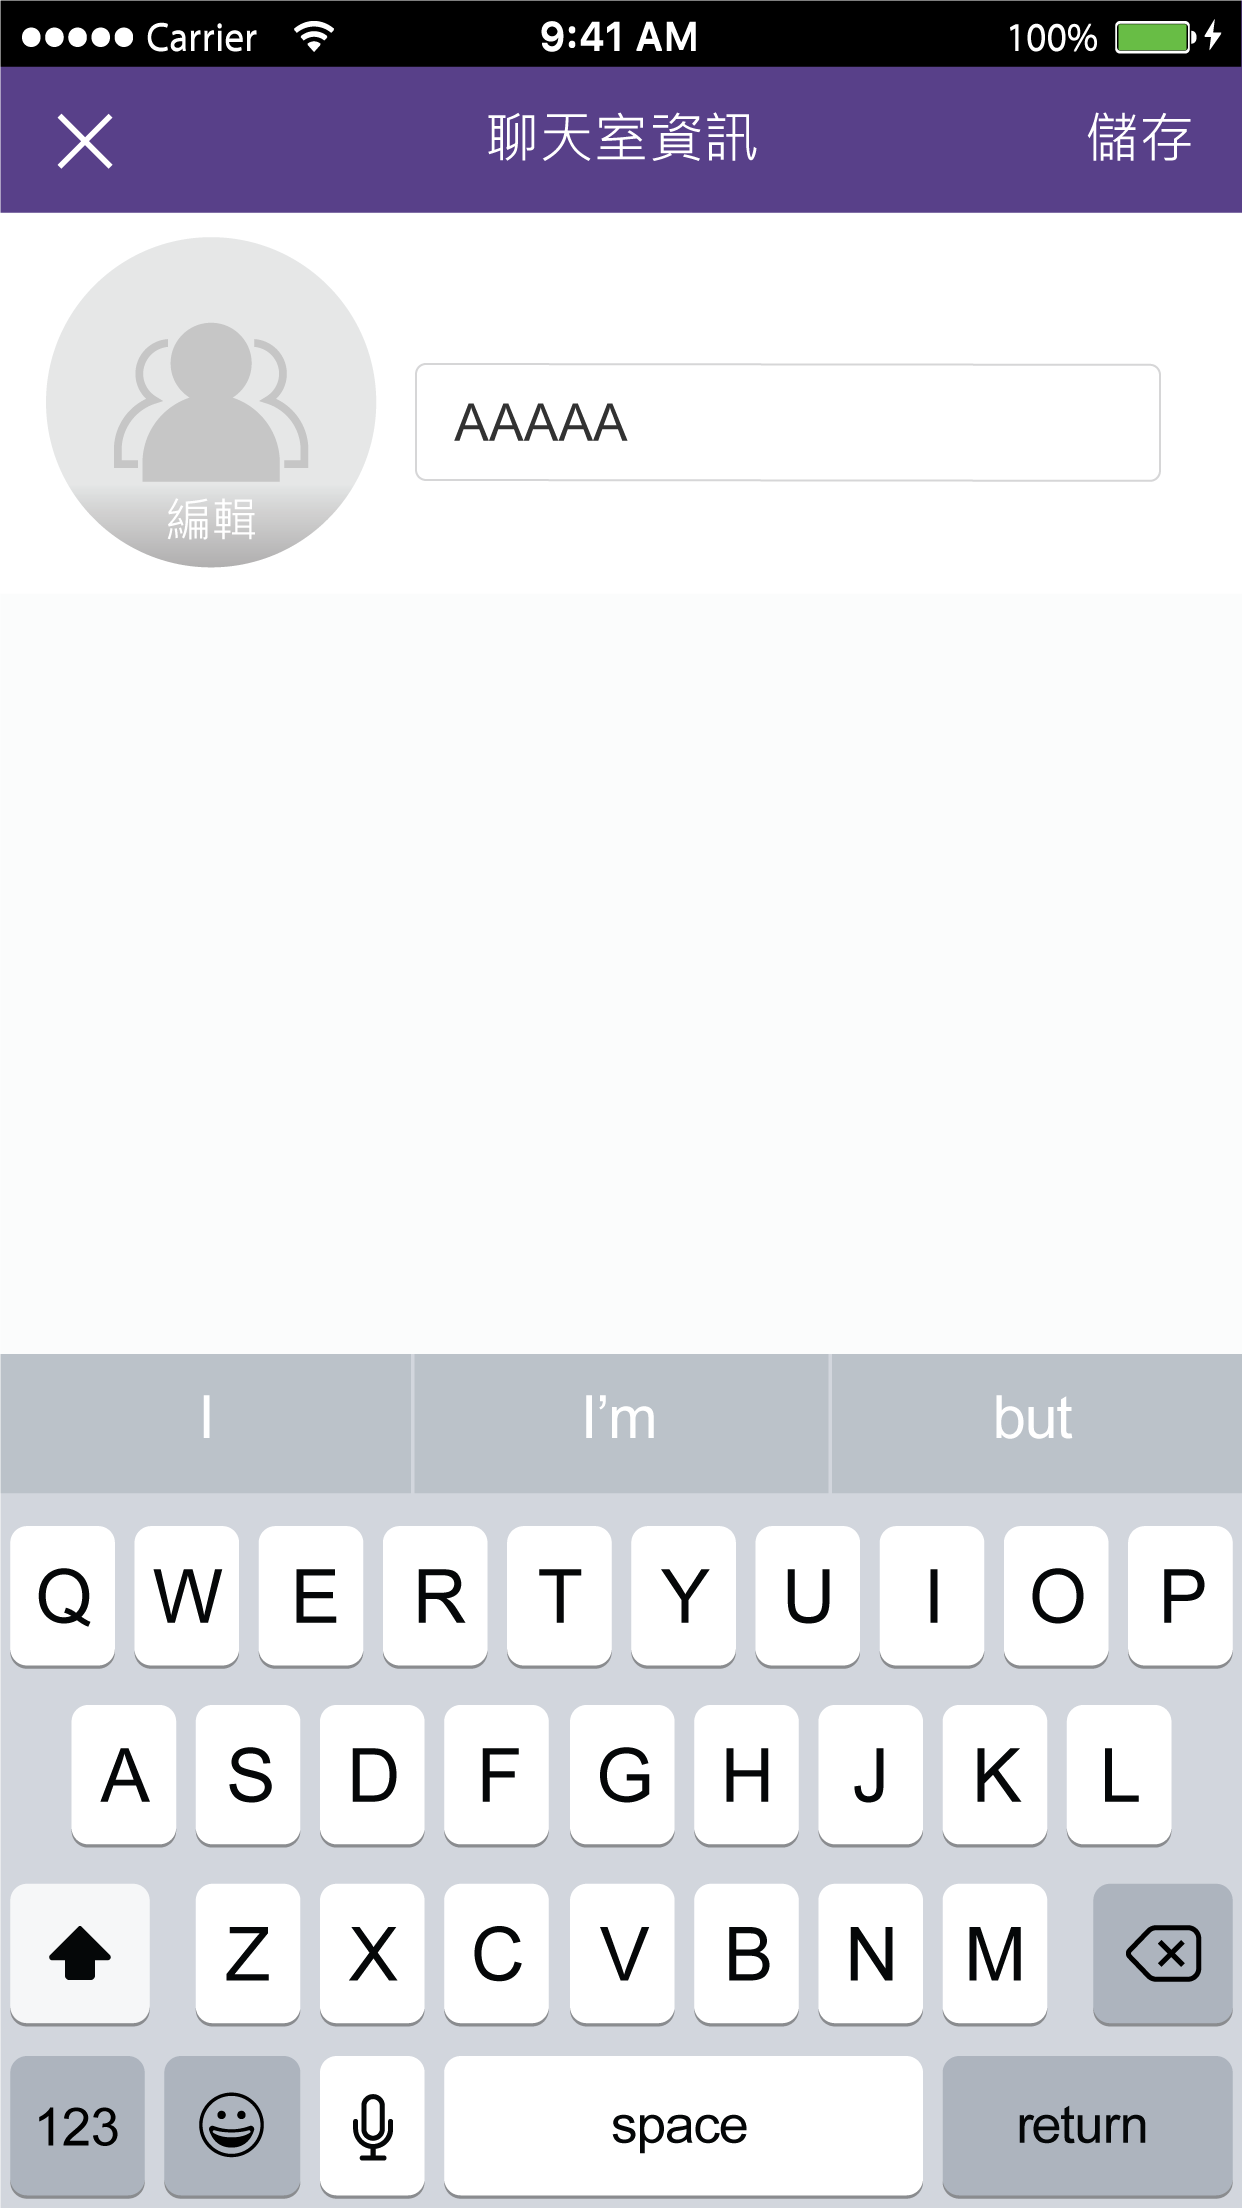 Carrier 9:41 AM 100%
聊天室資訊 儲存
AAAAA
編輯
I I’m but
Q W E R T Y U I O P
A S D F G H J K L
Z X C V B N M
123 space return